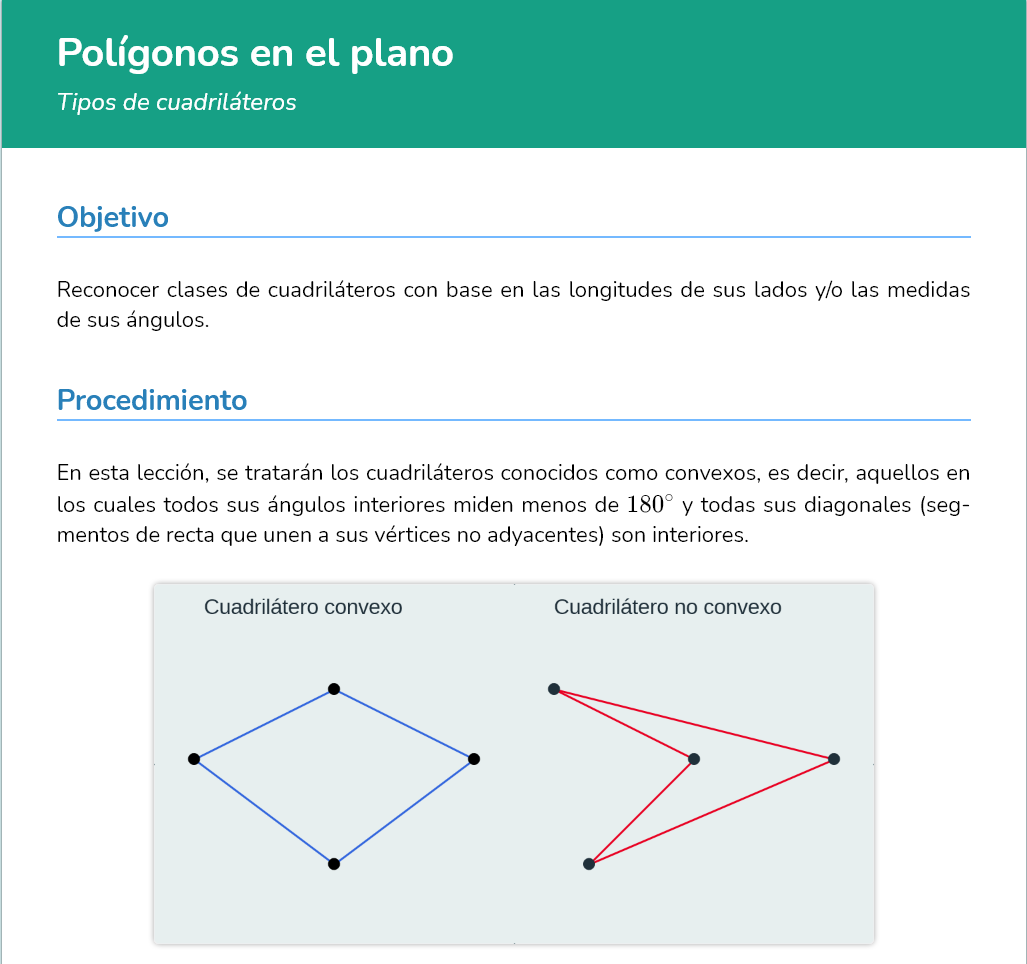 Polígonos en el plano
Tipos de cuadriláteros
Objetivo
Reconocer clases de cuadriláteros con base en las longitudes de sus lados y/o las medidas
de sus ángulos.
Procedimiento
En esta lección, se tratarán los cuadriláteros conocidos como convexos, es decir, aquellos en
los cuales todos sus ángulos interiores miden menos de 180° y todas sus diagonales (seg-
mentos de recta que unen a sus vértices no adyacentes) son interiores.
Cuadrilátero convexo
Cuadrilátero no convexo